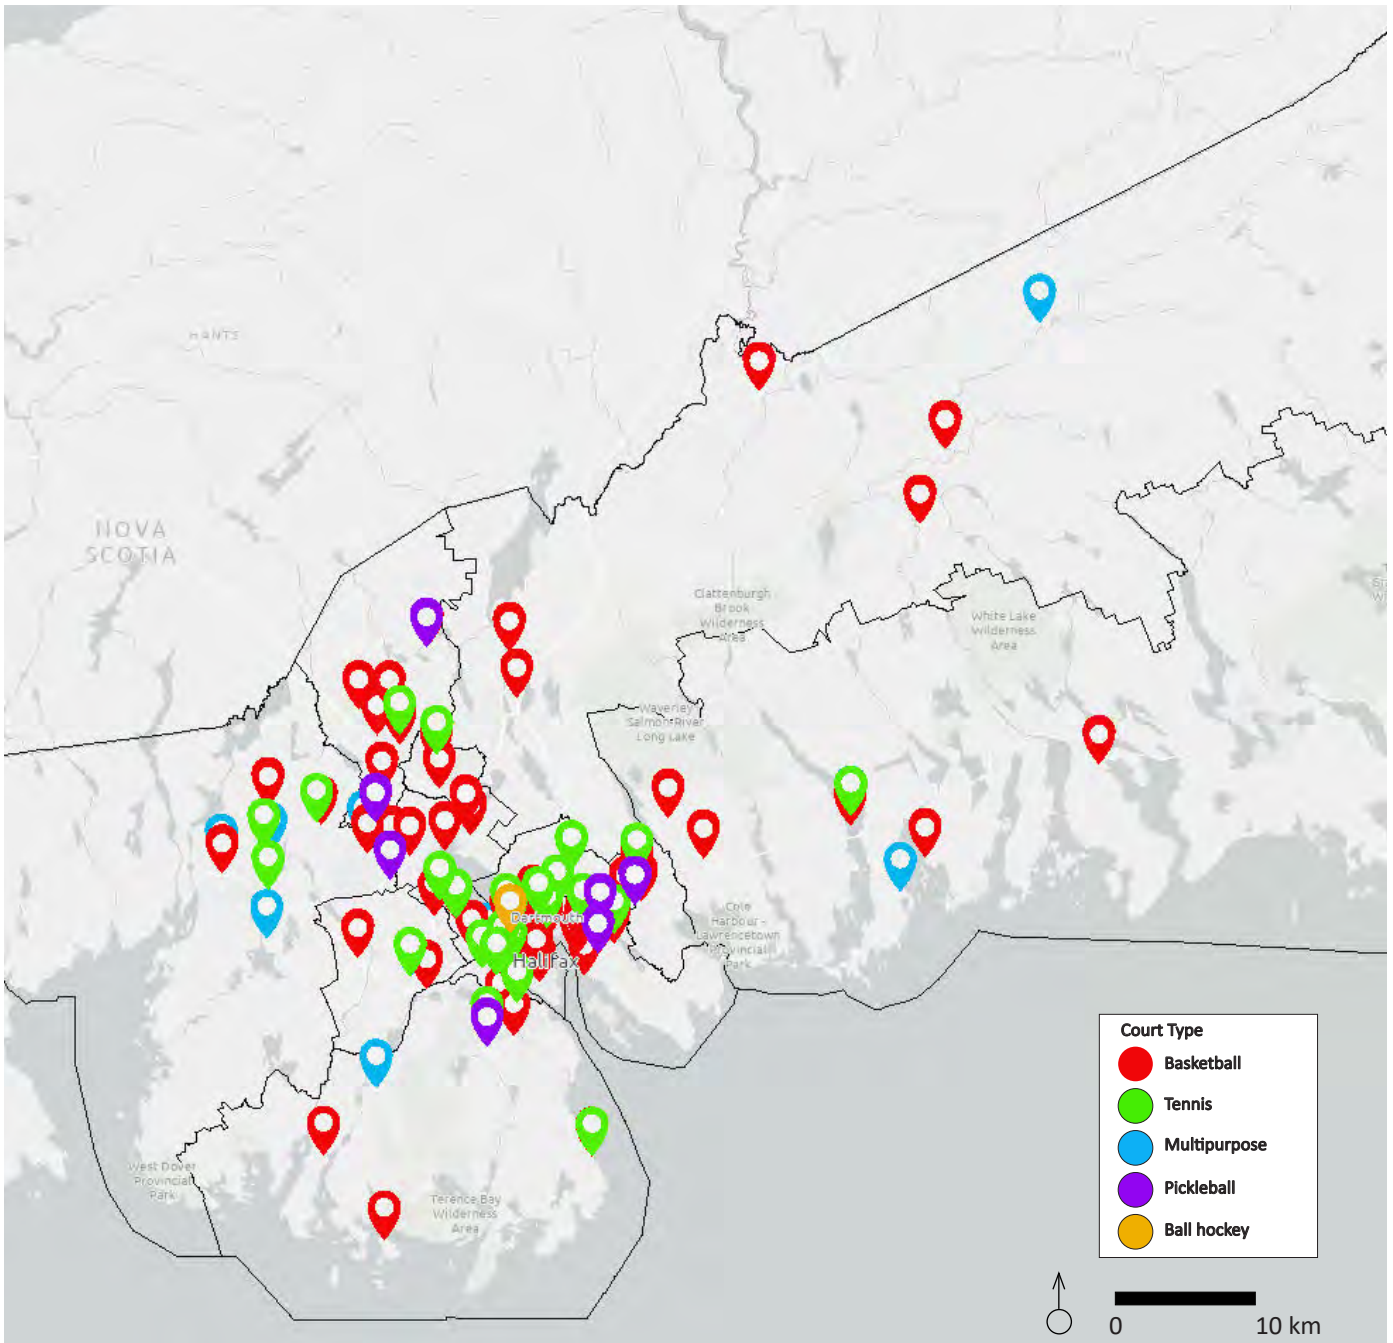 HANTS
NOVA
SCOTIA
Clattenburgh
Brook
Wilderness
Area
White Lake
Wilderness
Area
Waverley
Salmon River
Long Lake
Cole
Harbour -
Lawrencetown
Provincial
Park
Dartmouth
Halifax
West Dover
Provincial
Park
Terence Bay
Wilderness
Area
Court Type
Basketball
Tennis
Multipurpose
Pickleball
Ball hockey
0 10 km